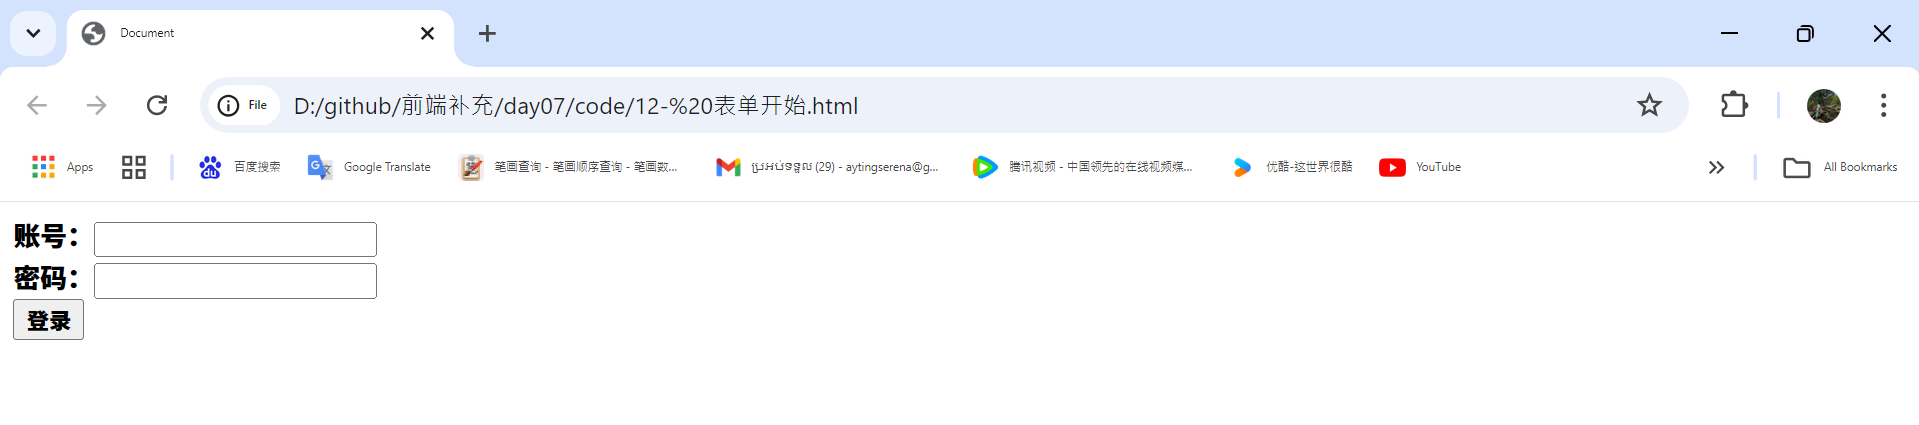 Document
File
D:/github/前端补充/day07/code/12-%20表单开始.html
Apps
百度搜索
Google Translate
笔画查询 - 笔画顺序查询 - 笔画数...
ប្រអប់ទទួល (29) - aytingserena@g...
腾讯视频 - 中国领先的在线视频媒...
优酷-这世界很酷
YouTube
All Bookmarks
账号：
密码：
登录